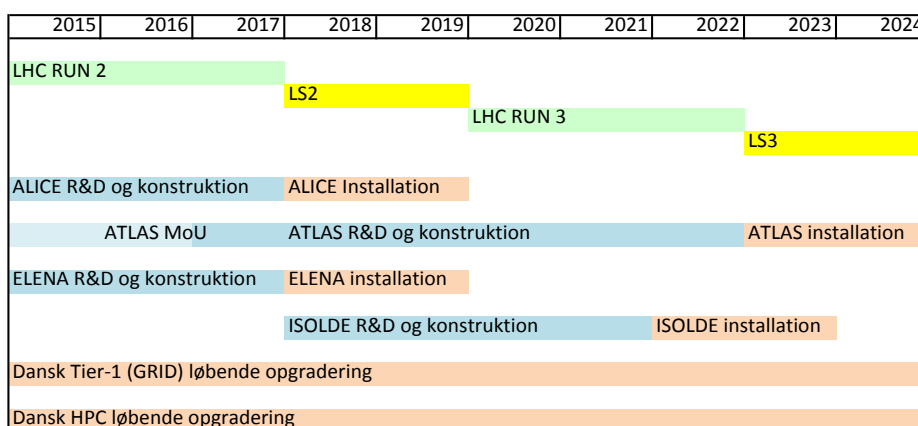 2015 2016 2017 2018 2019 2020 2021 2022 2023 2024
LHC RUN 2
LS2
LHC RUN 3
LS3
ALICE R&D og konstruktion ALICE Installation
ATLAS MoU ATLAS R&D og konstruktion ATLAS installation
ELENA R&D og konstruktion ELENA installation
ISOLDE R&D og konstruktion ISOLDE installation
Dansk Tier-1 (GRID) løbende opgradering
Dansk HPC løbende opgradering